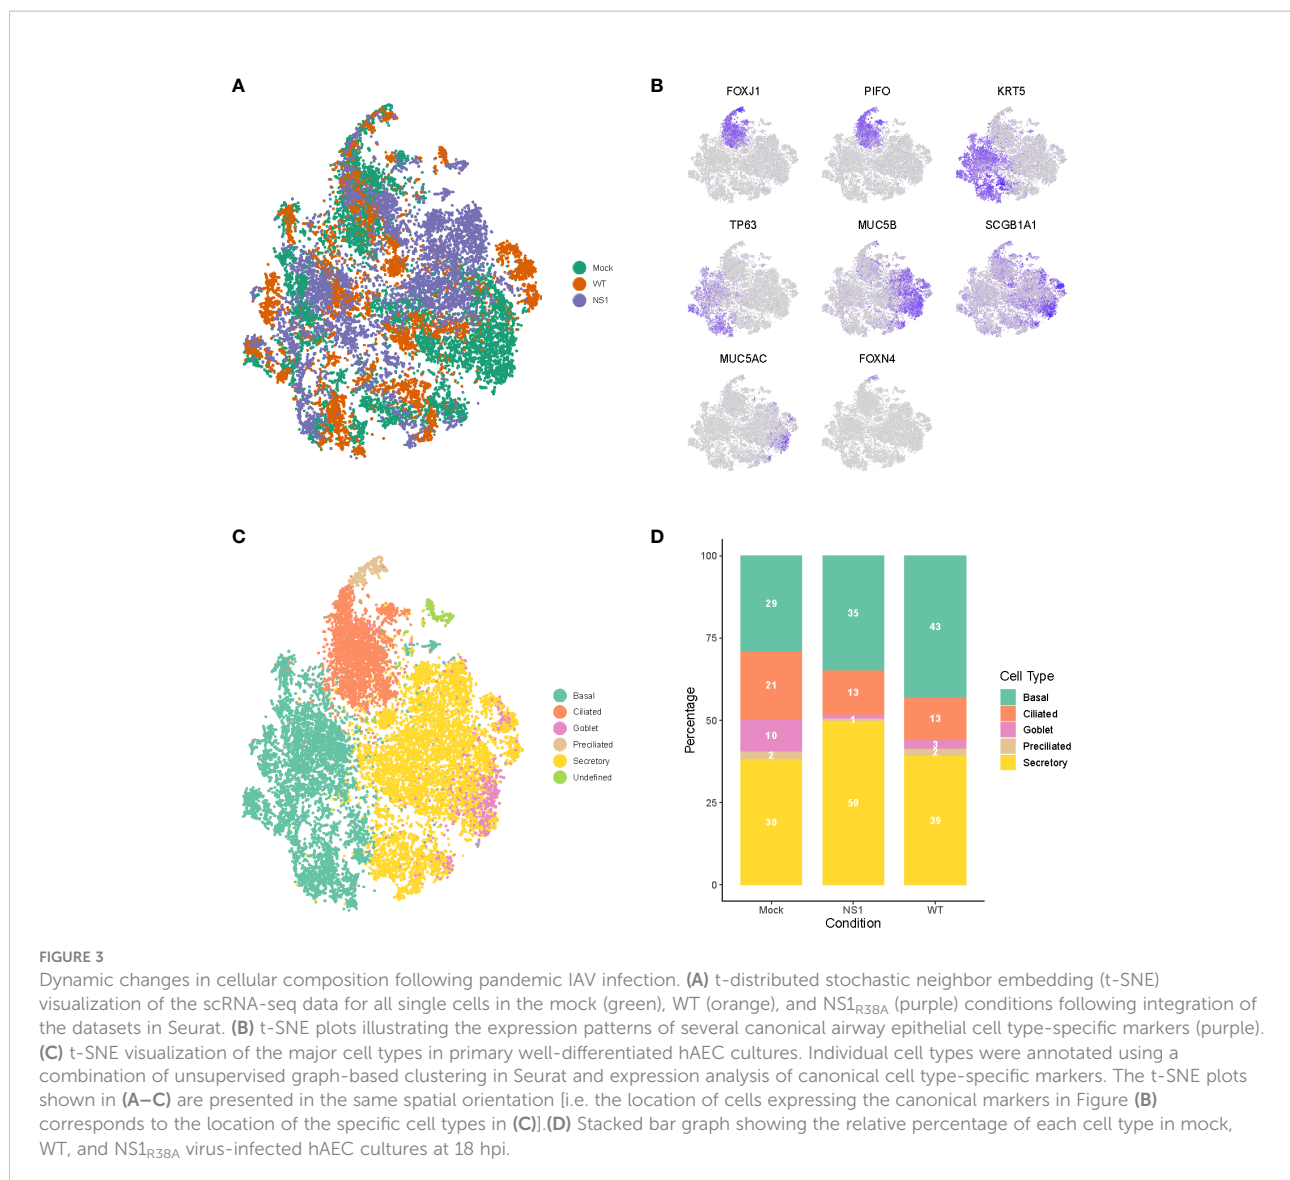 A
Mock
WT
NS1
B
FOXJ1
PIFO
KRT5
TP63
MUC5B
SCGB1A1
MUC5AC
FOXN4
C
Basal
Ciliated
Goblet
Preciliated
Secretory
Undefined
D
Percentage
100
75
50
25
0
29
21
10
2
38
35
13
1
50
43
13
3
2
39
Mock
NS1
WT
Condition
Cell Type
Basal
Ciliated
Goblet
Preciliated
Secretory
FIGURE 3
Dynamic changes in cellular composition following pandemic IAV infection. (A) t-distributed stochastic neighbor embedding (t-SNE)
visualization of the scRNA-seq data for all single cells in the mock (green), WT (orange), and NS1R38A (purple) conditions following integration of
the datasets in Seurat. (B) t-SNE plots illustrating the expression patterns of several canonical airway epithelial cell type-specific markers (purple).
(C) t-SNE visualization of the major cell types in primary well-differentiated hAEC cultures. Individual cell types were annotated using a
combination of unsupervised graph-based clustering in Seurat and expression analysis of canonical cell type-specific markers. The t-SNE plots
shown in (A–C) are presented in the same spatial orientation [i.e. the location of cells expressing the canonical markers in Figure (B)
corresponds to the location of the specific cell types in (C)].(D) Stacked bar graph showing the relative percentage of each cell type in mock,
WT, and NS1R38A virus-infected hAEC cultures at 18 hpi.